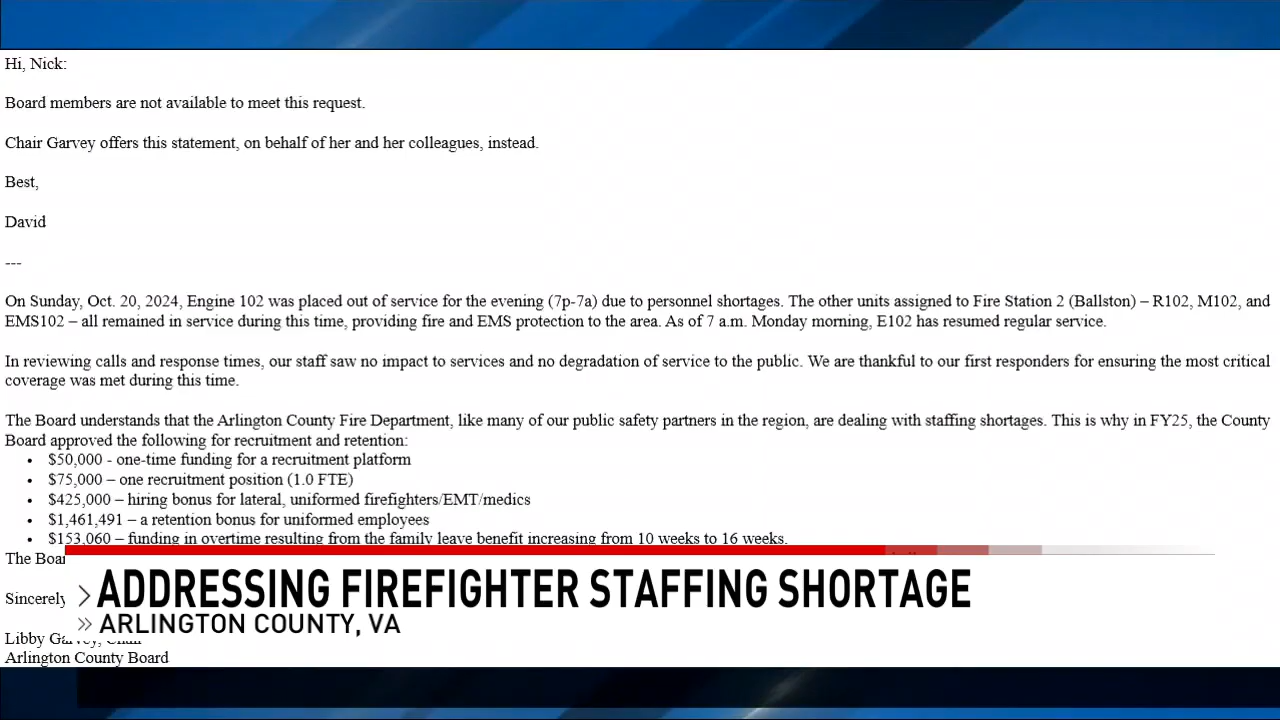 Hi, Nick:
Board members are not available to meet this request.
Chair Garvey offers this statement, on behalf of her and her colleagues, instead.
Best,
David
---
On Sunday, Oct. 20, 2024, Engine 102 was placed out of service for the evening (7p-7a) due to personnel shortages. The other units assigned to Fire Station 2 (Ballston) – R102, M102, and
EMS102 – all remained in service during this time, providing fire and EMS protection to the area. As of 7 a.m. Monday morning, E102 has resumed regular service.
In reviewing calls and response times, our staff saw no impact to services and no degradation of service to the public. We are thankful to our first responders for ensuring the most critical
coverage was met during this time.
The Board understands that the Arlington County Fire Department, like many of our public safety partners in the region, are dealing with staffing shortages. This is why in FY25, the County
Board approved the following for recruitment and retention:
• $50,000 - one-time funding for a recruitment platform
• $75,000 – one recruitment position (1.0 FTE)
• $425,000 – hiring bonus for lateral, uniformed firefighters/EMT/medics
• $1,461,491 – a retention bonus for uniformed employees
• $153,060 – funding in overtime resulting from the family leave benefit increasing from 10 weeks to 16 weeks.
The
Sincerely
Libby Garvey, Chair
Arlington County Board
ADDRESSING FIREFIGHTER STAFFING SHORTAGE
» ARLINGTON COUNTY, VA